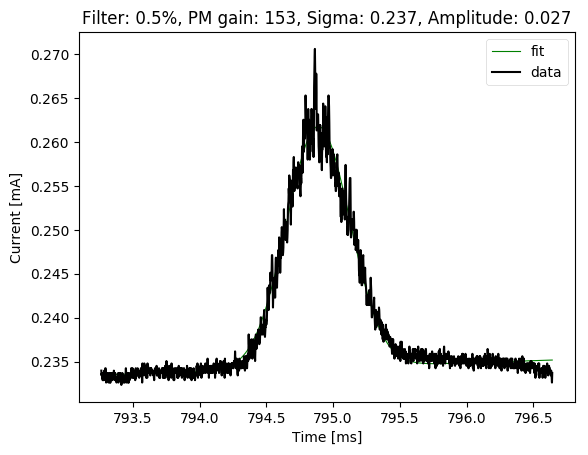 Filter: 0.5%, PM gain: 153, Sigma: 0.237, Amplitude: 0.027
fit
data
0.270
0.265
0.260
0.255
0.250
0.245
0.240
0.235
Current [mA]
793.5 794.0 794.5 795.0 795.5 796.0 796.5
Time [ms]